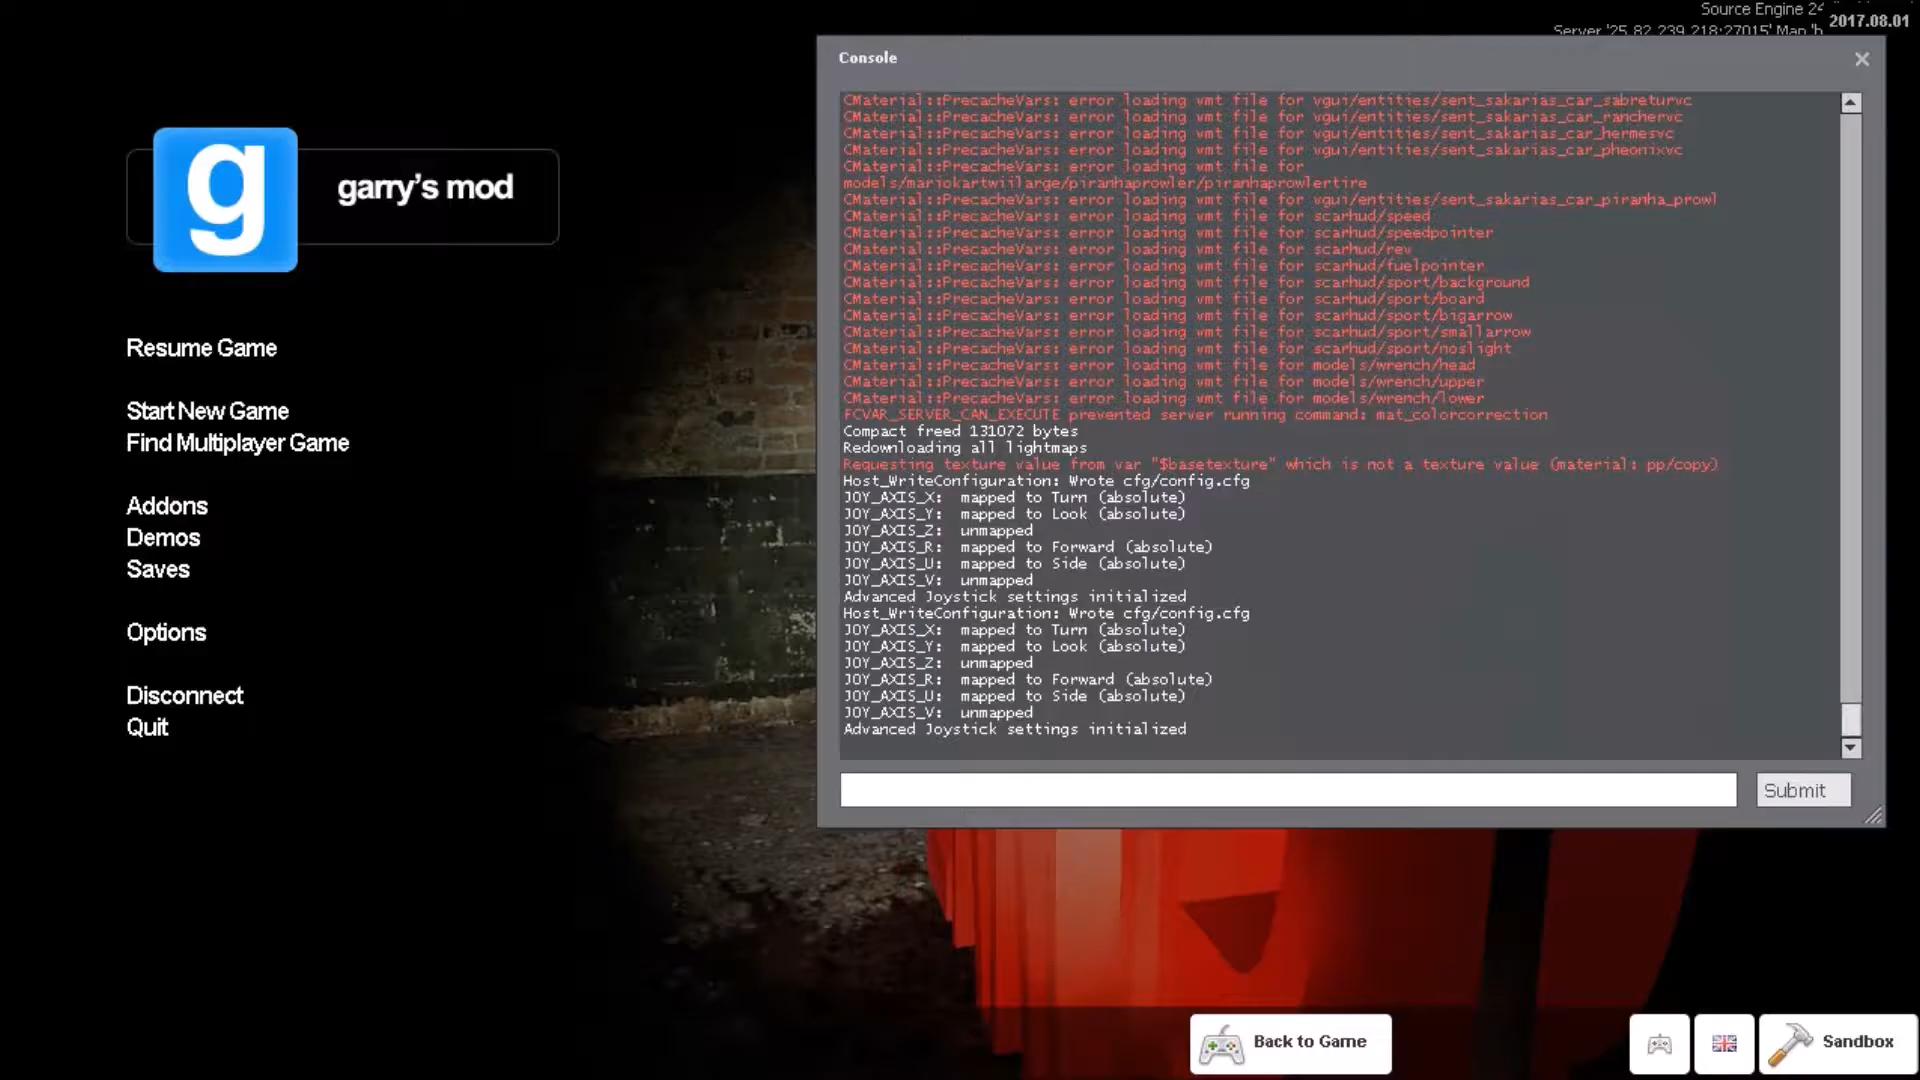 Source Engine 24
2017.08.01
Server '25.82.239.218:27015' Map 'b
Console
CMaterial::PrecacheVars: error loading vmt file for vgui/entities/sent_sakarias_car_sabreturvc
CMaterial::PrecacheVars: error loading vmt file for vgui/entities/sent_sakarias_car_ranchervc
CMaterial::PrecacheVars: error loading vmt file for vgui/entities/sent_sakarias_car_hermesvc
CMaterial::PrecacheVars: error loading vmt file for vgui/entities/sent_sakarias_car_pheonixvc
CMaterial::PrecacheVars: error loading vmt file for
models/mariokartwiilarge/piranhaprowler/piranhaprowlertire
CMaterial::PrecacheVars: error loading vmt file for vgui/entities/sent_sakarias_car_piranha_prowl
CMaterial::PrecacheVars: error loading vmt file for scarhud/speed
CMaterial::PrecacheVars: error loading vmt file for scarhud/speedpointer
CMaterial::PrecacheVars: error loading vmt file for scarhud/rev
CMaterial::PrecacheVars: error loading vmt file for scarhud/fuelpointer
CMaterial::PrecacheVars: error loading vmt file for scarhud/sport/background
CMaterial::PrecacheVars: error loading vmt file for scarhud/sport/board
CMaterial::PrecacheVars: error loading vmt file for scarhud/sport/bigarrow
CMaterial::PrecacheVars: error loading vmt file for scarhud/sport/smallarrow
CMaterial::PrecacheVars: error loading vmt file for scarhud/sport/noslight
CMaterial::PrecacheVars: error loading vmt file for models/wrench/head
CMaterial::PrecacheVars: error loading vmt file for models/wrench/upper
CMaterial::PrecacheVars: error loading vmt file for models/wrench/lower
FCVAR_SERVER_CAN_EXECUTE prevented server running command: mat_colorcorrection
Compact freed 131072 bytes
Redownloading all lightmaps
Requesting texture value from var "$basetexture" which is not a texture value (material: pp/copy)
Host_WriteConfiguration: Wrote cfg/config.cfg
JOY_AXIS_X: mapped to Turn (absolute)
JOY_AXIS_Y: mapped to Look (absolute)
JOY_AXIS_Z: unmapped
JOY_AXIS_R: mapped to Forward (absolute)
JOY_AXIS_U: mapped to Side (absolute)
JOY_AXIS_V: unmapped
Advanced Joystick settings initialized
Host_WriteConfiguration: Wrote cfg/config.cfg
JOY_AXIS_X: mapped to Turn (absolute)
JOY_AXIS_Y: mapped to Look (absolute)
JOY_AXIS_Z: unmapped
JOY_AXIS_R: mapped to Forward (absolute)
JOY_AXIS_U: mapped to Side (absolute)
JOY_AXIS_V: unmapped
Advanced Joystick settings initialized
Submit
g
garry's mod
Resume Game
Start New Game
Find Multiplayer Game
Addons
Demos
Saves
Options
Disconnect
Quit
Back to Game
Sandbox